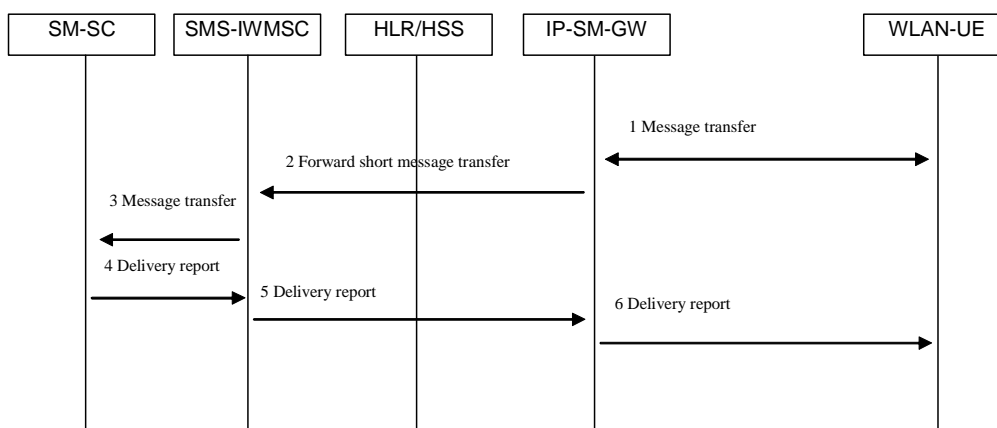 SM-SC
SMS-IWMSC
HLR/HSS
IP-SM-GW
WLAN-UE
1 Message transfer
2 Forward short message transfer
3 Message transfer
4 Delivery report
5 Delivery report
6 Delivery report